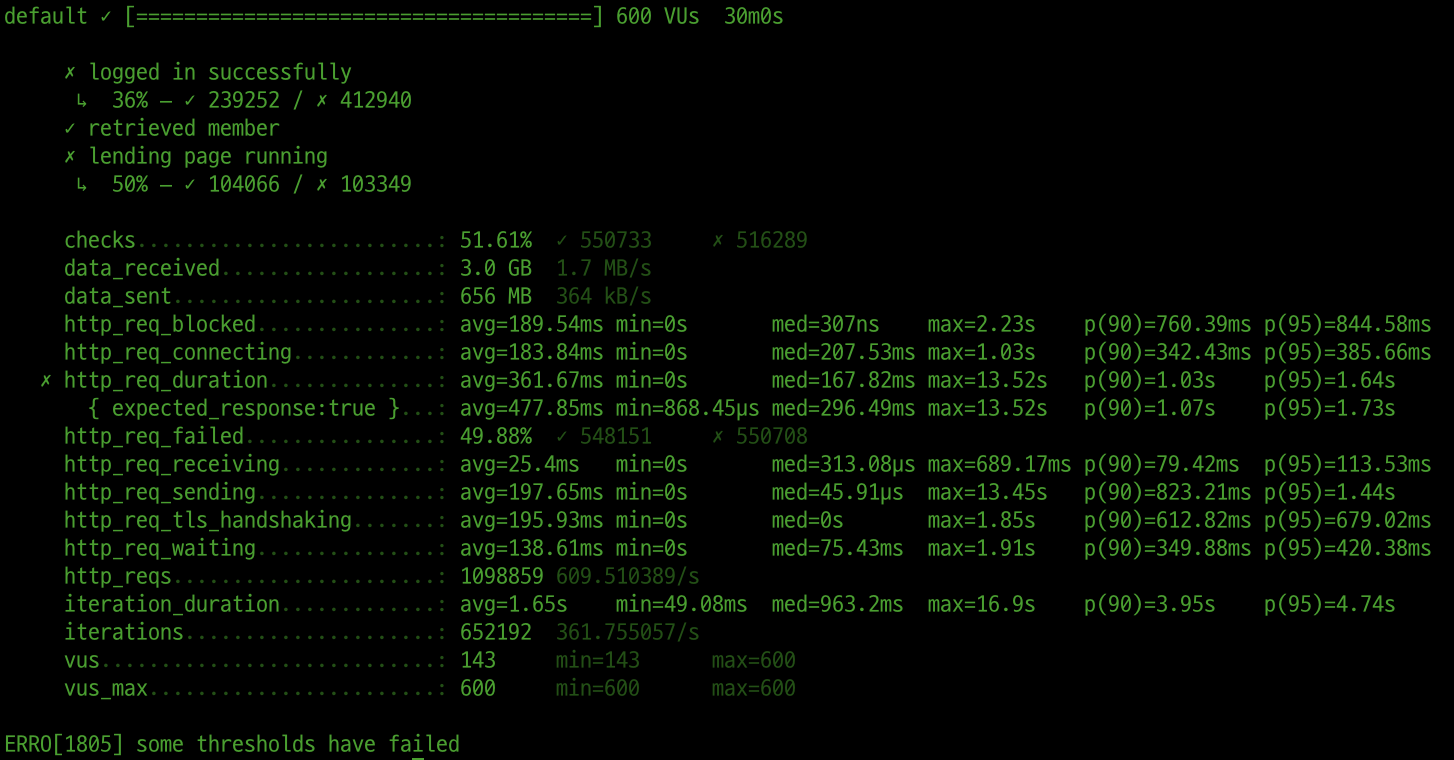 default ✓ [======================================] 600 VUs  30m0s
✗ logged in successfully
↳  36% — ✓ 239252 / ✗ 412940
✓ retrieved member
✗ lending page running
↳  50% — ✓ 104066 / ✗ 103349
checks.........................: 51.61% ✓ 550733     ✗ 516289
data_received..................: 3.0 GB 1.7 MB/s
data_sent......................: 656 MB 364 kB/s
http_req_blocked...............: avg=189.54ms min=0s       med=307ns    max=2.23s    p(90)=760.39ms p(95)=844.58ms
http_req_connecting............: avg=183.84ms min=0s       med=207.53ms max=1.03s    p(90)=342.43ms p(95)=385.66ms
✗ http_req_duration..............: avg=361.67ms min=0s       med=167.82ms max=13.52s   p(90)=1.03s    p(95)=1.64s
{ expected_response:true }...: avg=477.85ms min=868.45µs med=296.49ms max=13.52s   p(90)=1.07s    p(95)=1.73s
http_req_failed................: 49.88% ✓ 548151     ✗ 550708
http_req_receiving.............: avg=25.4ms   min=0s       med=313.08µs max=689.17ms p(90)=79.42ms  p(95)=113.53ms
http_req_sending...............: avg=197.65ms min=0s       med=45.91µs  max=13.45s   p(90)=823.21ms p(95)=1.44s
http_req_tls_handshaking.......: avg=195.93ms min=0s       med=0s       max=1.85s    p(90)=612.82ms p(95)=679.02ms
http_req_waiting...............: avg=138.61ms min=0s       med=75.43ms  max=1.91s    p(90)=349.88ms p(95)=420.38ms
http_reqs......................: 1098859 609.510389/s
iteration_duration.............: avg=1.65s    min=49.08ms  med=963.2ms  max=16.9s    p(90)=3.95s    p(95)=4.74s
iterations.....................: 652192 361.755057/s
vus............................: 143    min=143      max=600
vus_max........................: 600    min=600      max=600
ERRO[1805] some thresholds have failed